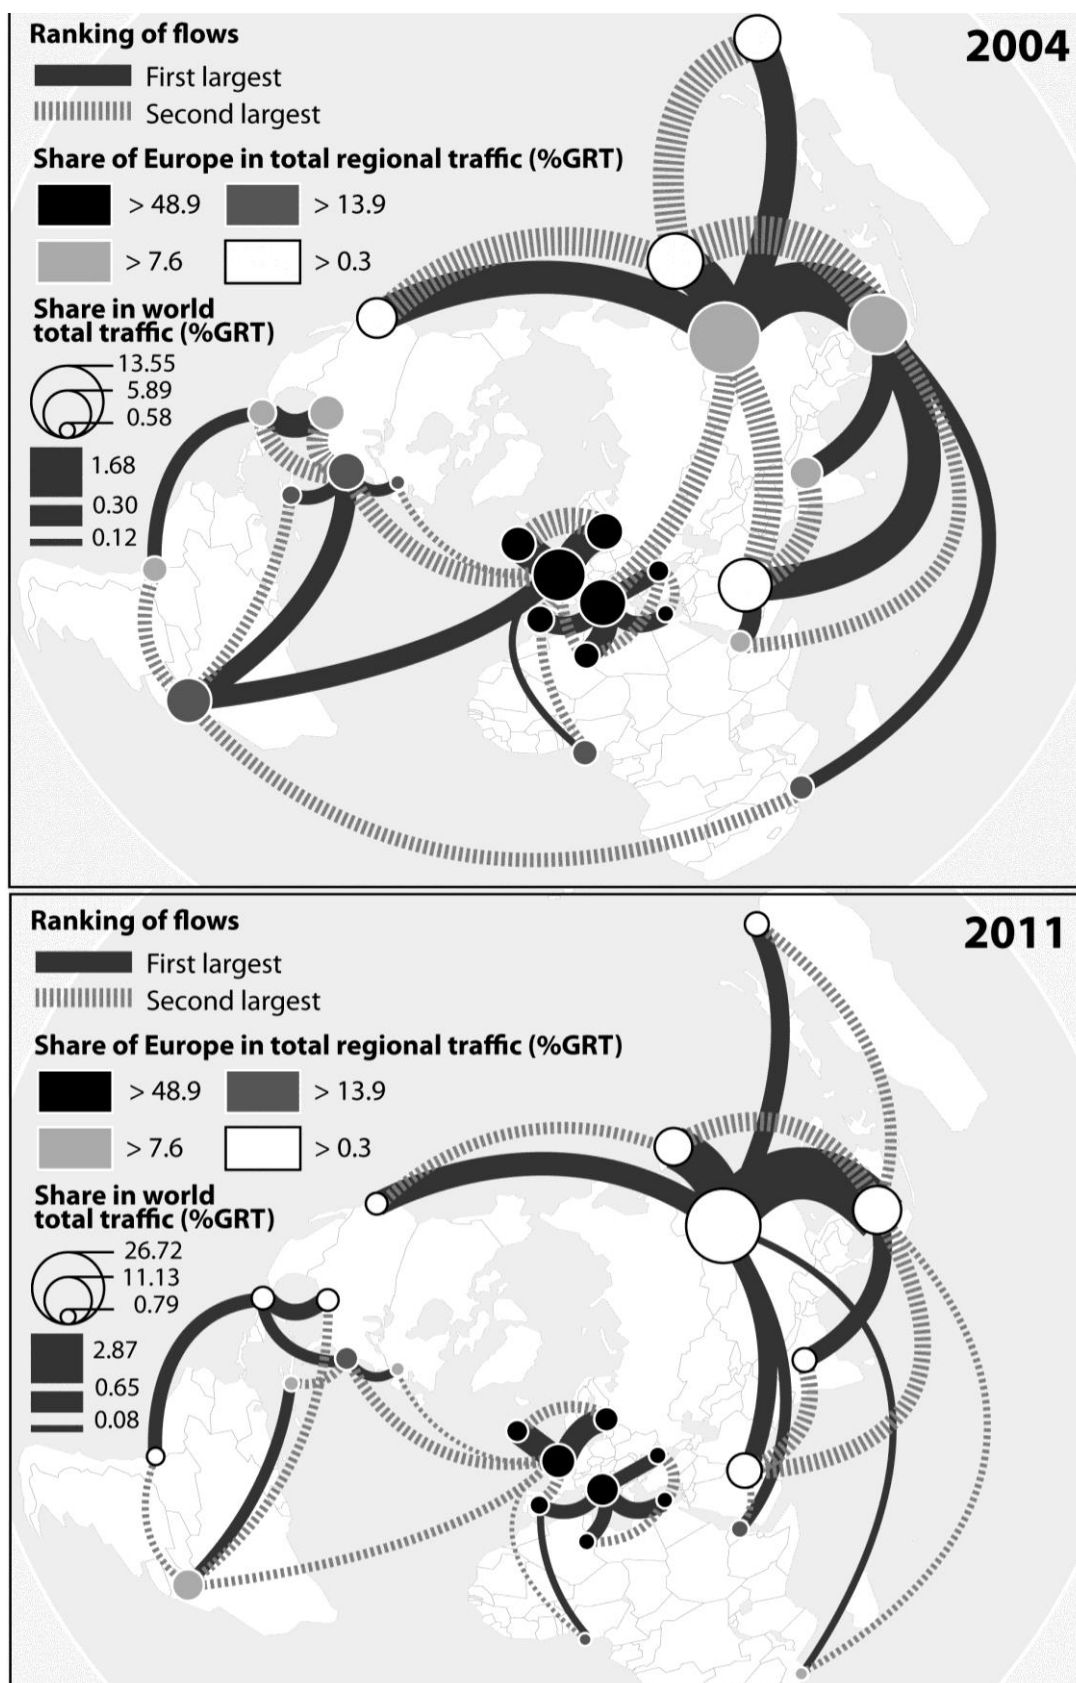 Ranking of flows
2004
First largest
Second largest
Share of Europe in total regional traffic (%GRT)
> 48.9
> 13.9
> 7.6
> 0.3
Share in world
total traffic (%GRT)
13.55
5.89
0.58
1.68
0.30
0.12
Ranking of flows
2011
First largest
Second largest
Share of Europe in total regional traffic (%GRT)
> 48.9
> 13.9
> 7.6
> 0.3
Share in world
total traffic (%GRT)
26.72
11.13
0.79
2.87
0.65
0.08